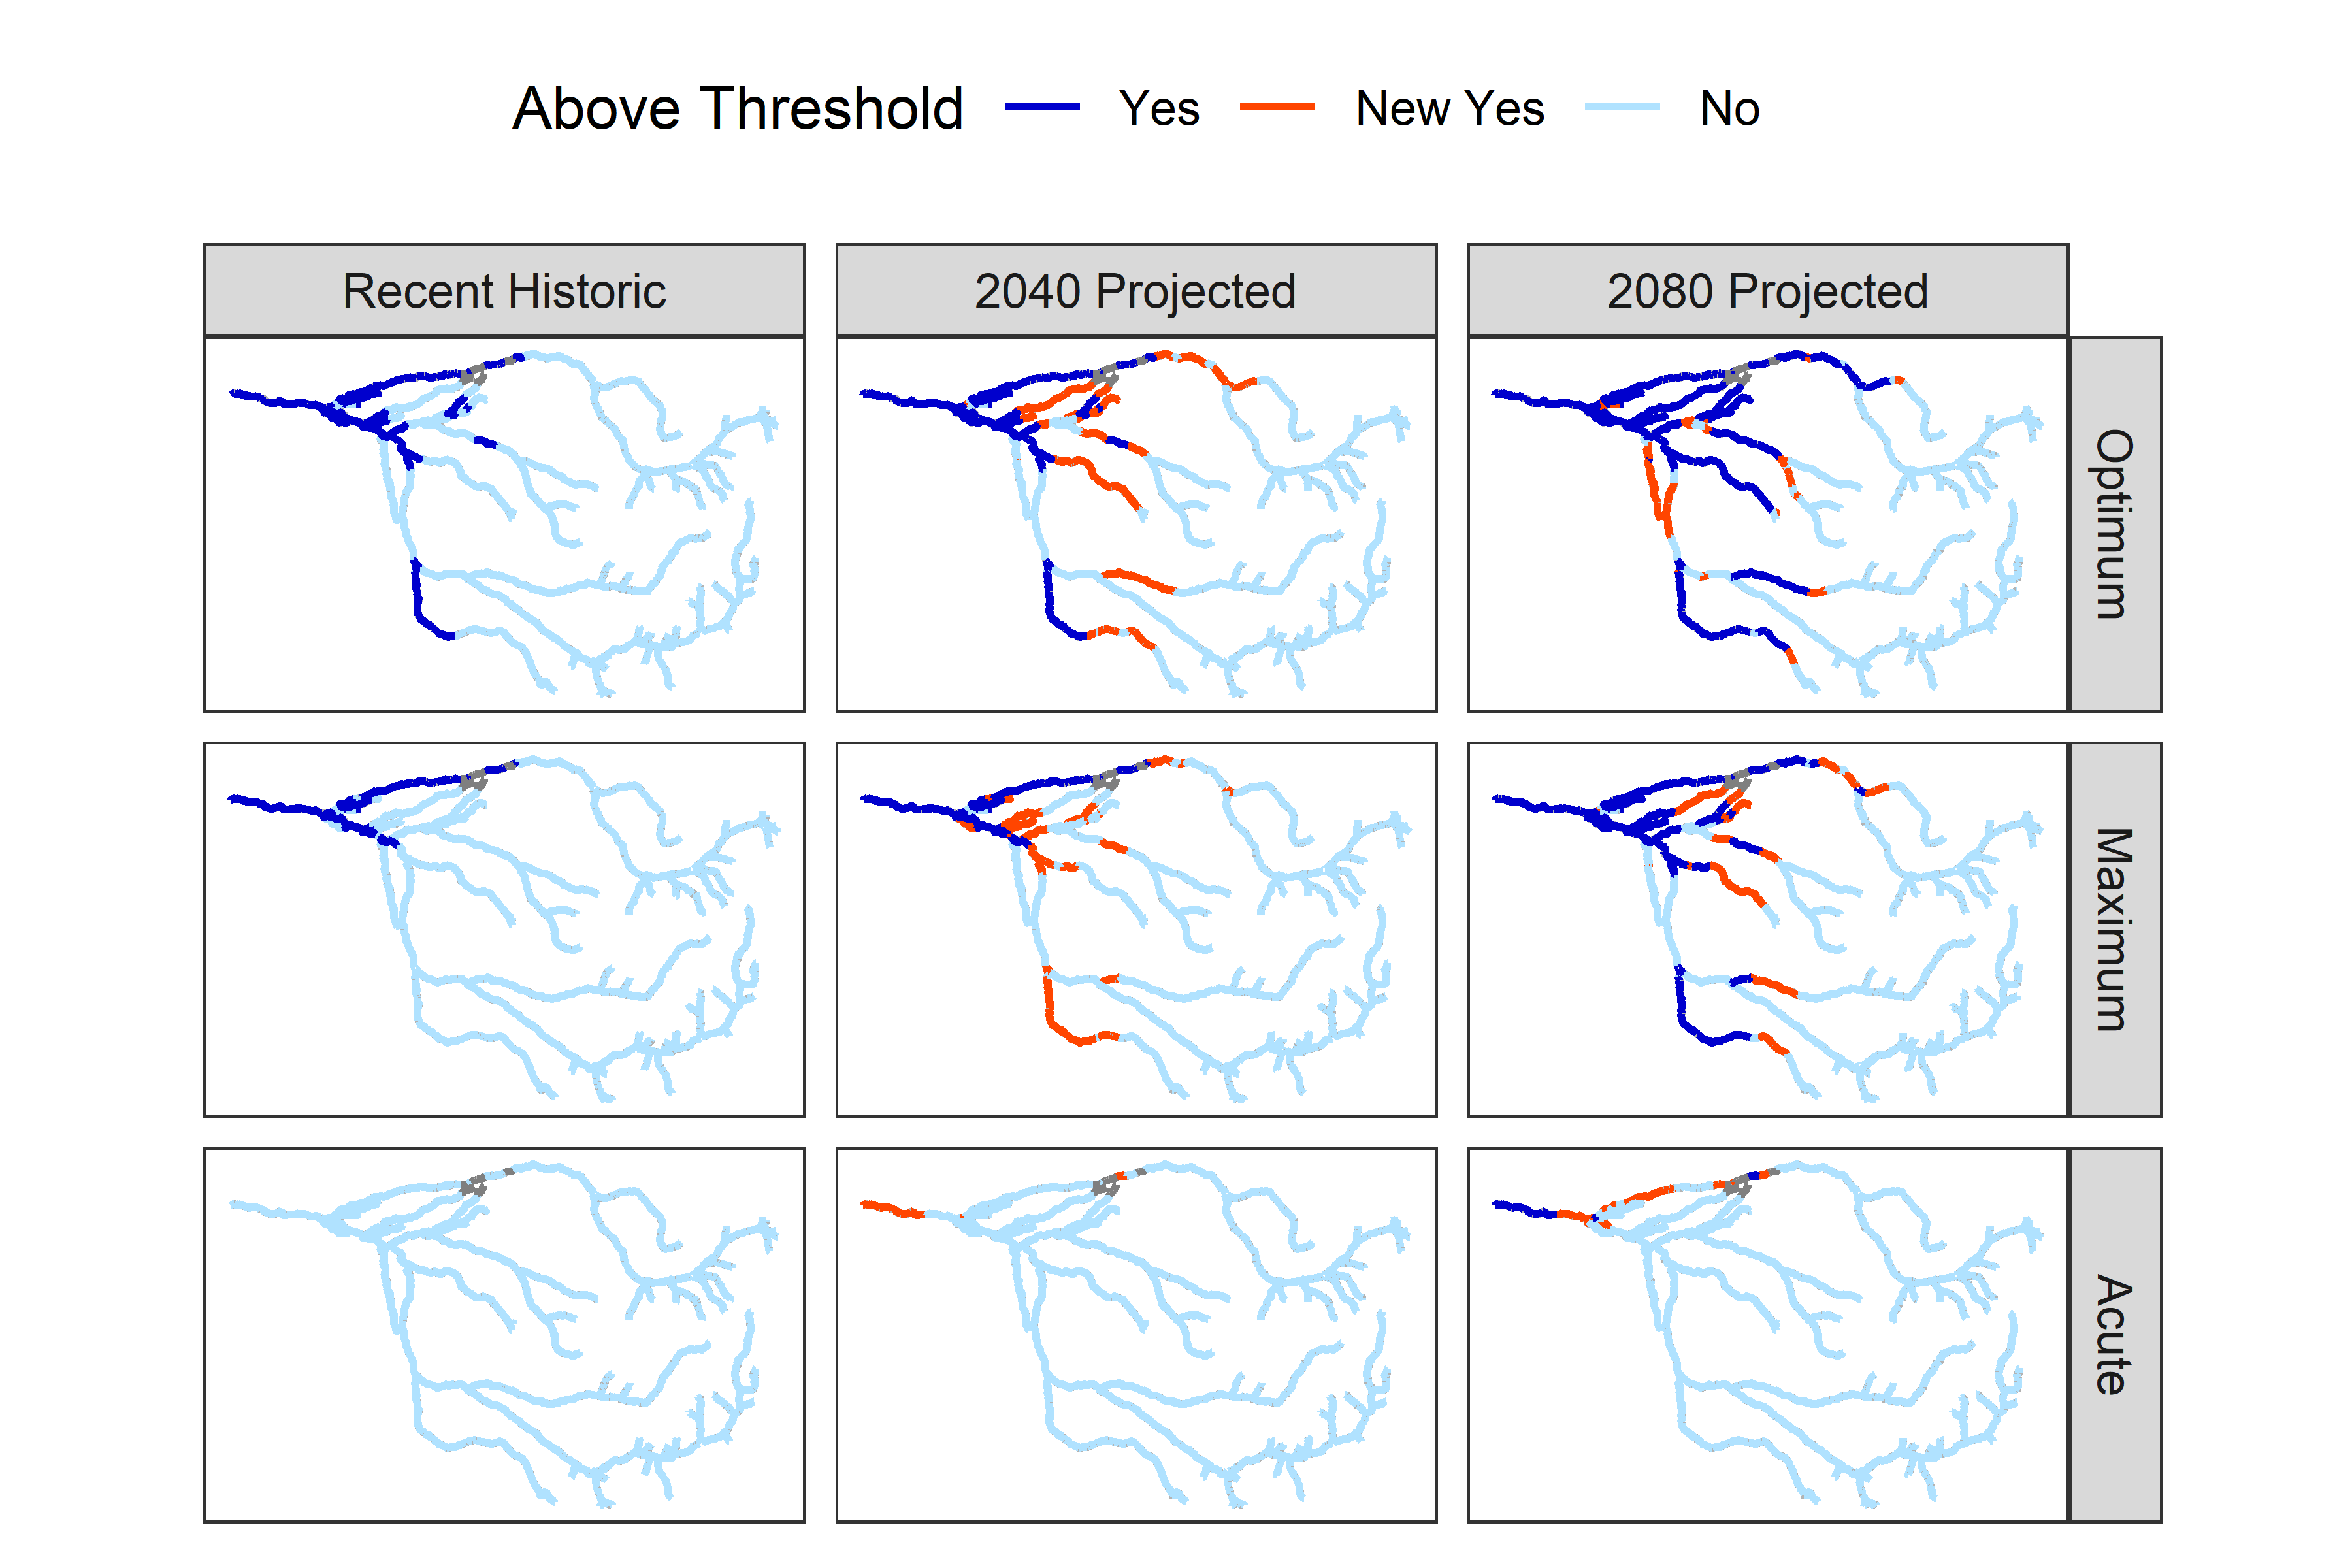 Above Threshold Yes New Yes No
Recent Historic 2040 Projected 2080 Projected
Optimum
Maximum
Acute